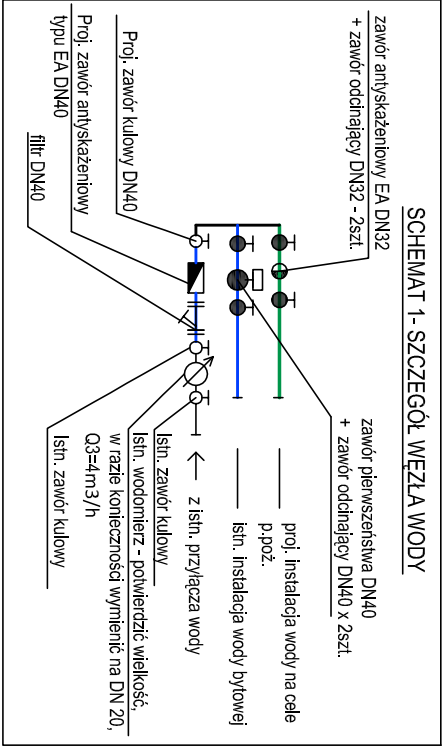 SCHEMAT 1- SZCZEGÓŁ WĘZŁA WODY
zawór antyskażeniowy EA DN32
+ zawór odcinający DN32 - 2szt.
zawór pierwszeństwa DN40
+ zawór odcinający DN40 x 2szt.
proj. instalacja wody na cele
p.poż.
istn. instalacja wody bytowej
z istn. przyłącza wody
Proj. zawór kulowy DN40
Proj. zawór antyskażeniowy
typu EA DN40
filtr DN40
Istn. zawór kulowy
Istn. wodomierz - potwierdzić wielkość,
w razie konieczności wymienić na DN 20,
Q3=4m3/h
Istn. zawór kulowy